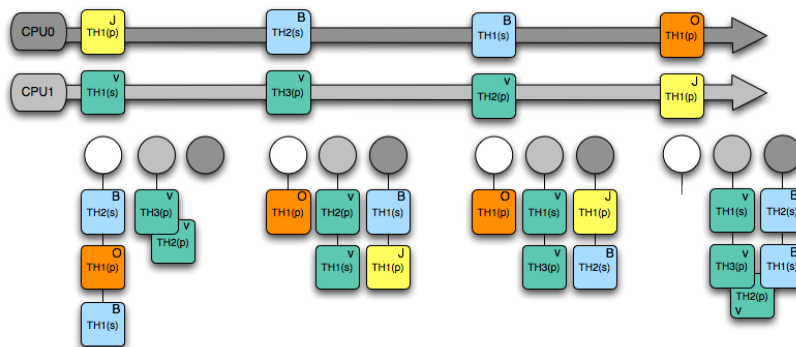 CPU0
J
TH1(p)
B
TH2(s)
B
TH1(s)
O
TH1(p)
CPU1
v
TH1(s)
v
TH3(p)
v
TH2(p)
J
TH1(p)
B
TH2(s)
v
TH3(p)
v
TH2(p)
O
TH1(p)
B
TH1(s)
O
TH1(p)
v
TH2(p)
B
TH1(s)
v
TH1(s)
J
TH1(p)
O
TH1(p)
v
TH1(s)
J
TH1(p)
v
TH3(p)
B
TH2(s)
v
TH1(s)
B
TH2(s)
v
TH3(p)
B
TH1(s)
TH2(p)
v